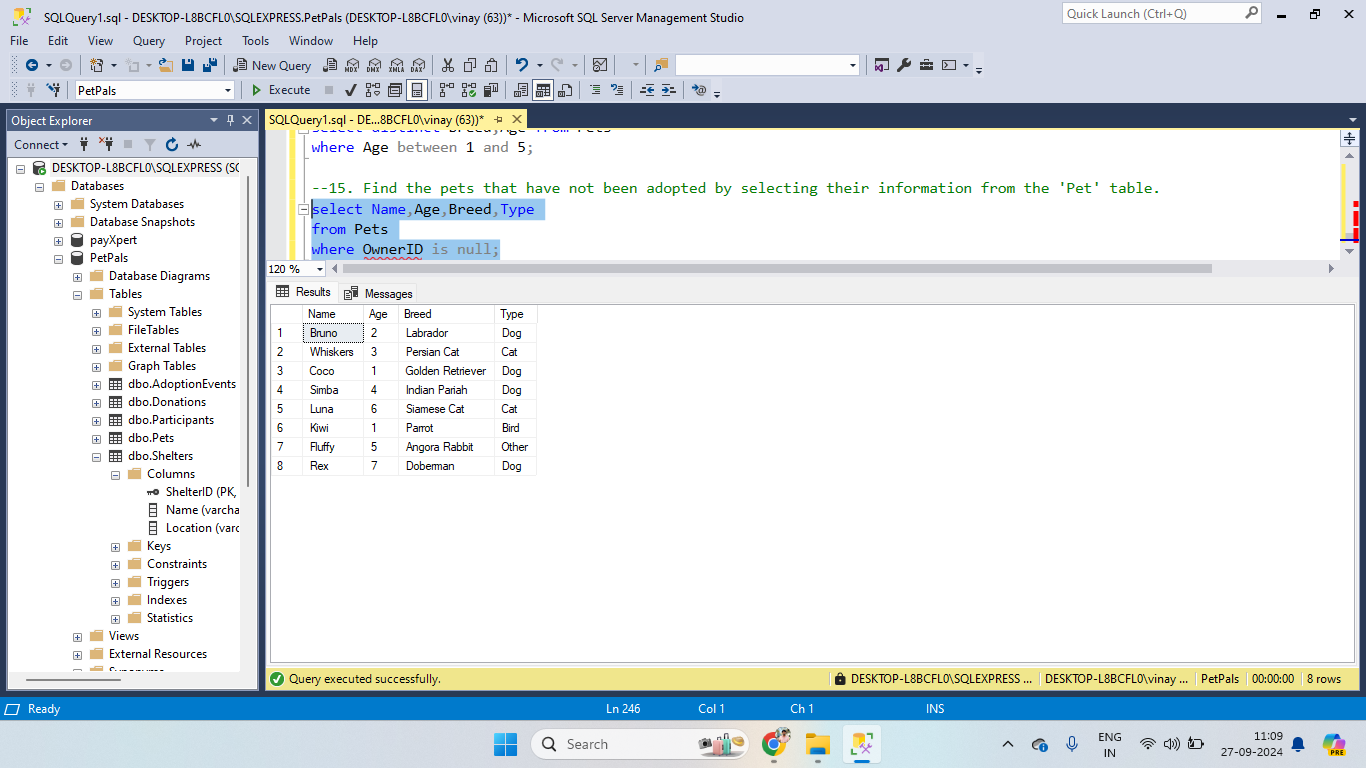 SQLQuery1.sql - DESKTOP-L8BCFL0\SQLEXPRESS.PetPals (DESKTOP-L8BCFL0\vinay (63))* - Microsoft SQL Server Management Studio
Quick Launch (Ctrl+Q)
File Edit View Query Project Tools Window Help
New Query MDX DMX XMLA DAX
PetPals Execute
Object Explorer
Connect
DESKTOP-L8BCFL0\SQLEXPRESS (SC
Databases
System Databases
Database Snapshots
payXpert
PetPals
Database Diagrams
Tables
System Tables
FileTables
External Tables
Graph Tables
dbo.AdoptionEvents
dbo.Donations
dbo.Participants
dbo.Pets
dbo.Shelters
Columns
ShelterID (PK,
Name (varcha
Location (varc
Keys
Constraints
Triggers
Indexes
Statistics
Views
External Resources
Synonyms
SQLQuery1.sql - DE...8BCFL0\vinay (63))*
select distinct Breed,Age from Pets
where Age between 1 and 5;
--15. Find the pets that have not been adopted by selecting their information from the 'Pet' table.
select Name,Age,Breed,Type
from Pets
where OwnerID is null;
120 %
Results Messages
Name Age Breed Type
1 Bruno 2 Labrador Dog
2 Whiskers 3 Persian Cat Cat
3 Coco 1 Golden Retriever Dog
4 Simba 4 Indian Pariah Dog
5 Luna 6 Siamese Cat Cat
6 Kiwi 1 Parrot Bird
7 Fluffy 5 Angora Rabbit Other
8 Rex 7 Doberman Dog
Query executed successfully. DESKTOP-L8BCFL0\SQLEXPRESS ... DESKTOP-L8BCFL0\vinay ... PetPals 00:00:00 8 rows
Ready Ln 246 Col 1 Ch 1 INS
Search
ENG
IN
11:09
27-09-2024
PRE